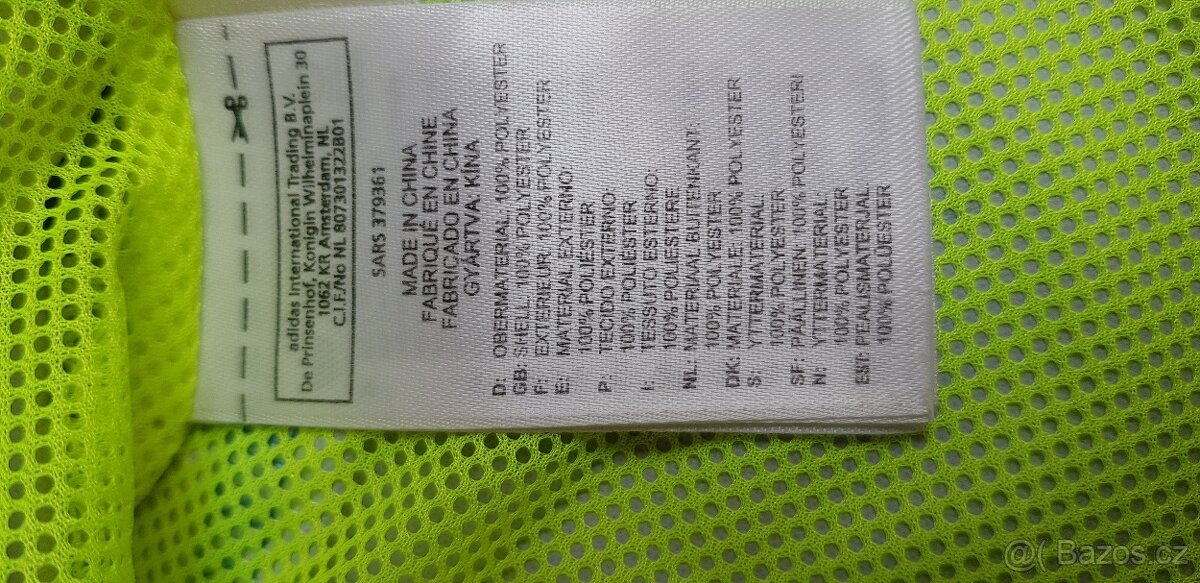 adidas International Trading B.V.
De Prinsenhof, Konigin Wilhelminaplein 30
1062 KR Amsterdam, NL
C.I.F/No NL 807301322B01
SARS 379361
MADE IN CHINA
FABRIQUÉ EN CHINE
FABRICADO EN CHINA
GYÁRTVA, KÍNA
D: OBERMATERIAL, 100% POLYESTER
GB: SHELL, 100% POLYESTER
F: EXTERIEUR, 100% POLYESTER
E: MATERIAL EXTERNO:
100% POLIÉSTER
P: TECIDO EXTERNO:
100% POLIESTER
I: TESSUTO ESTERNO:
100% POLIESTERE
NL: MATERIAAL BUITENKANT:
100% POLYESTER
DK: MATERIALE: 100% POLYESTER
S: YTTERMATERIAL:
100% POLYESTER
SF: PÄÄLLINEN: 100% POLYESTERI
N: YTTERMATERIAL:
100% POLYESTER
EST: PEALISMATERJAL:
100% POLUESTER
@( Bazos.cz